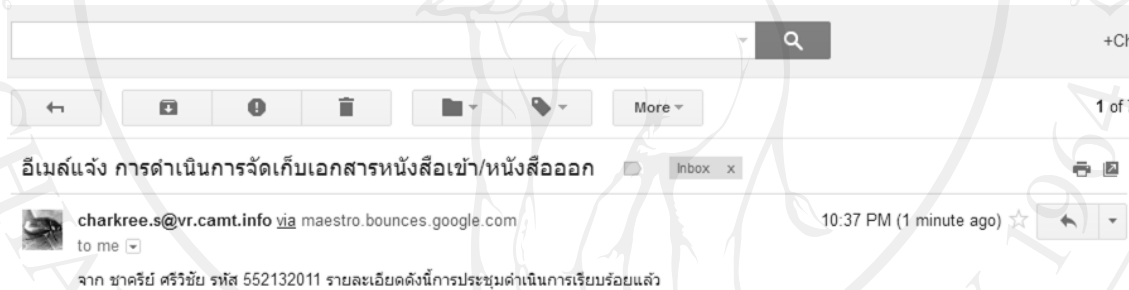 +Ch
More
1 of
อีเมล์แจ้ง การดำเนินการจัดเก็บเอกสารหนังสือเข้า/หนังสือออก Inbox x
charkree.s@vr.camt.info via maestro.bounces.google.com 10:37 PM (1 minute ago)
to me
จาก ชาครีย์ ศรีวิชัย รหัส 552132011 รายละเอียดดังนี้การประชุมดำเนินการเรียบร้อยแล้ว